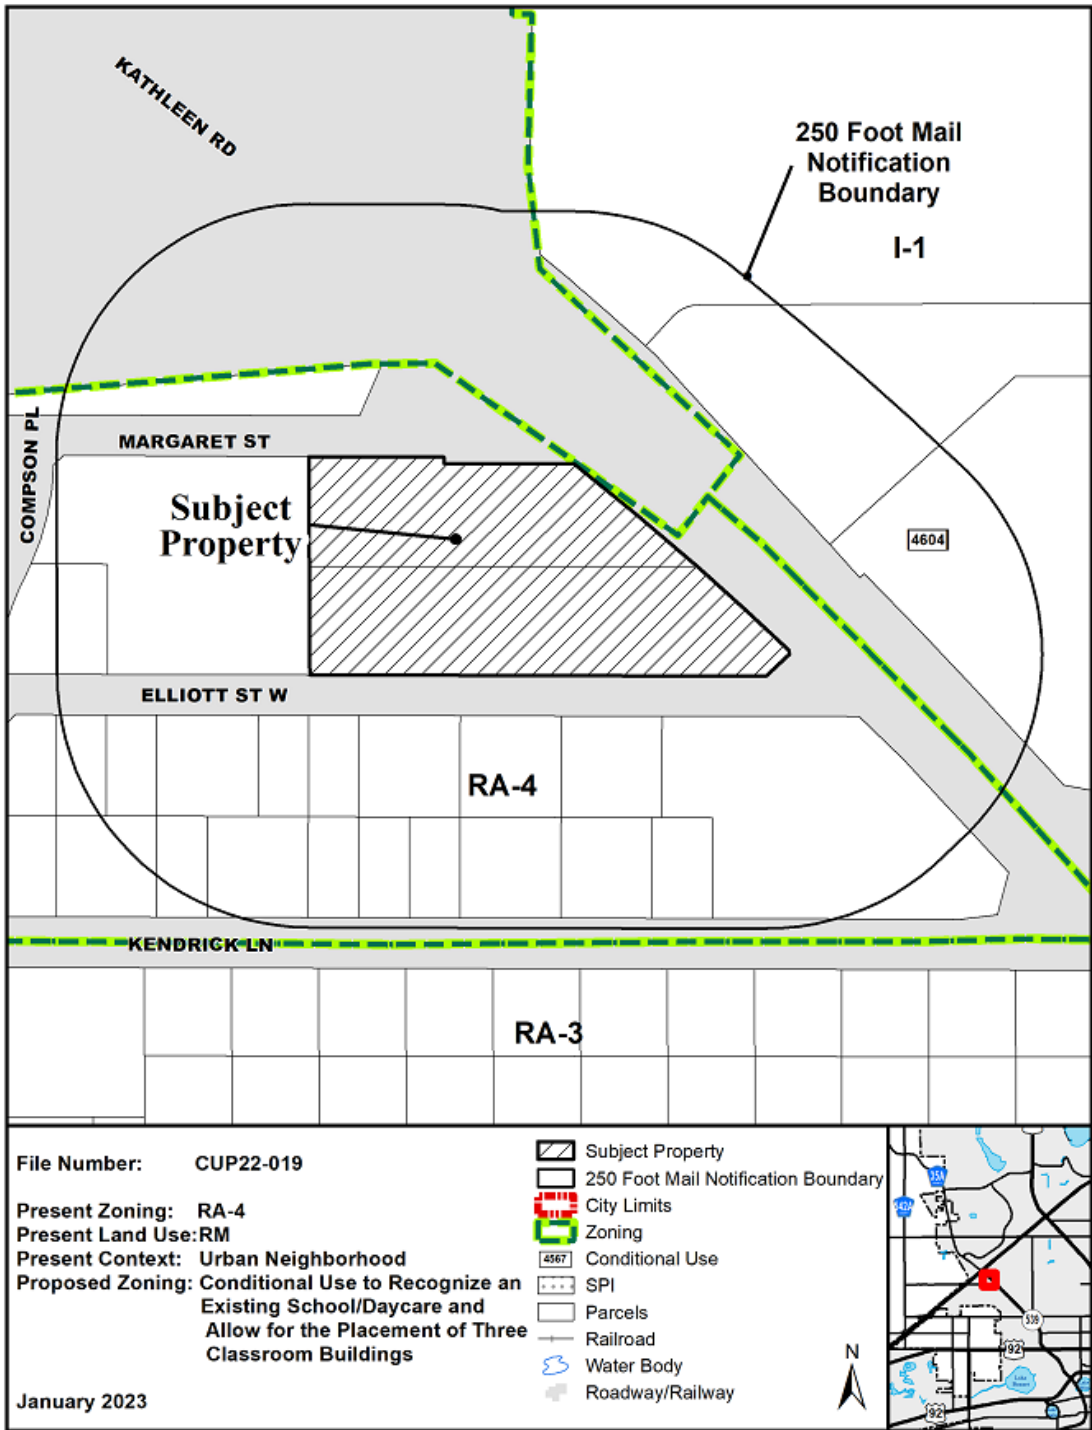 KATHLEEN RD
250 Foot Mail
Notification
Boundary
I-1
COMPSON PL
MARGARET ST
Subject
Property
4604
ELLIOTT ST W
RA-4
KENDRICK LN
RA-3
File Number: CUP22-019
Present Zoning: RA-4
Present Land Use: RM
Present Context: Urban Neighborhood
Proposed Zoning: Conditional Use to Recognize an
Existing School/Daycare and
Allow for the Placement of Three
Classroom Buildings
January 2023
Subject Property
250 Foot Mail Notification Boundary
City Limits
Zoning
4567 Conditional Use
SPI
Parcels
Railroad
Water Body
Roadway/Railway
N
35A
539
92
92